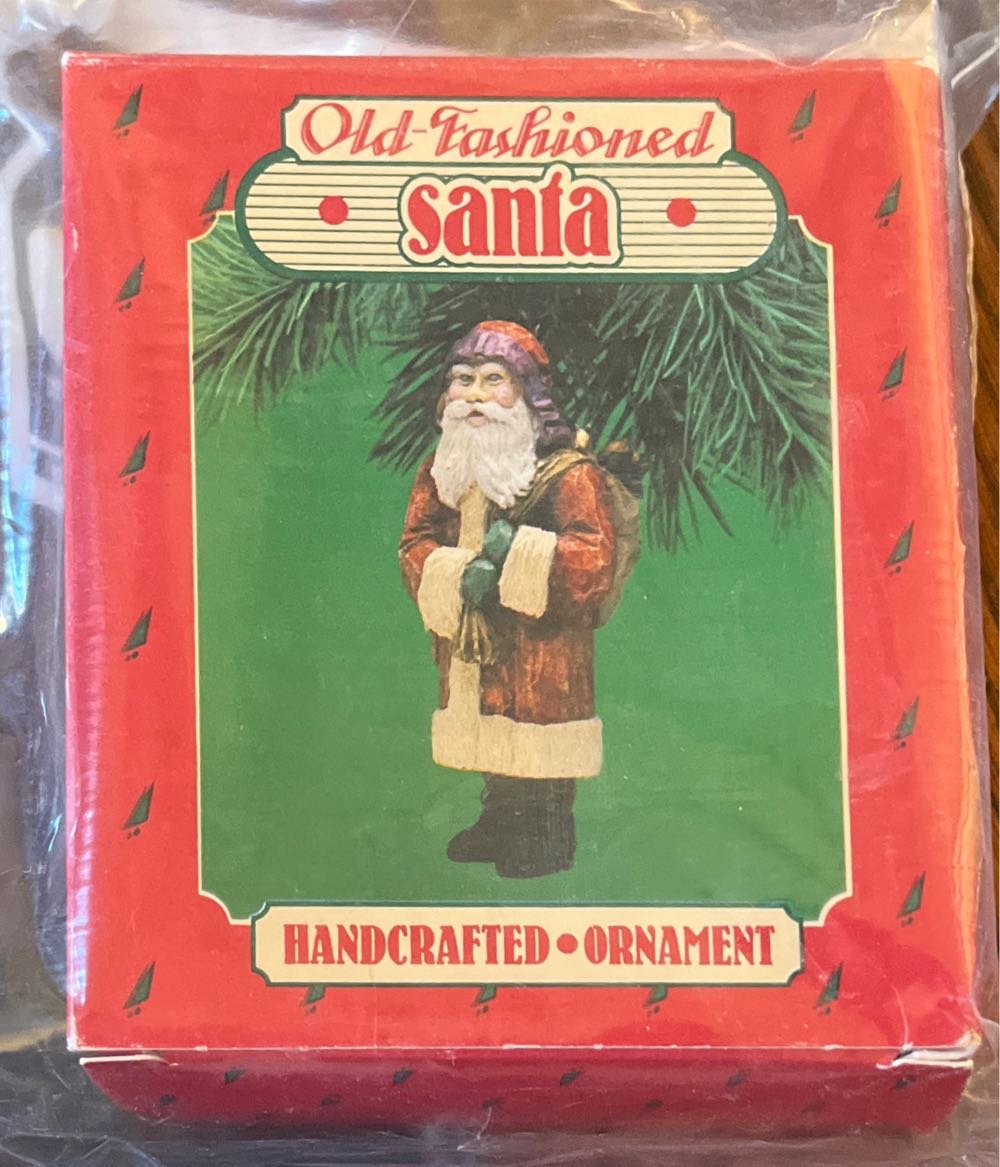 Old-Fashioned
santa
HANDCRAFTED • ORNAMENT